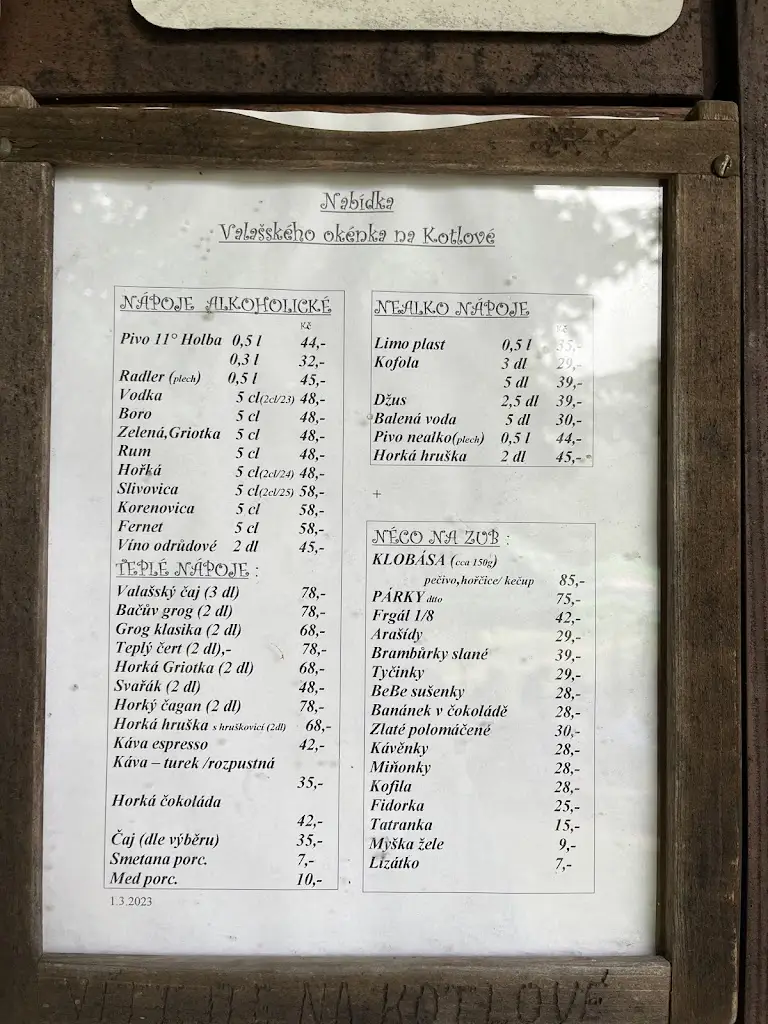 Nabídka
Valašského okénka na Kotlové
NÁPOJE ALKOHOLICKÉ
Kč
Pivo 11° Holba 0,5 l 44,-
0,3 l 32,-
Radler (plech) 0,5 l 45,-
Vodka 5 cl(2cl/23) 48,-
Boro 5 cl 48,-
Zelená,Griotka 5 cl 48,-
Rum 5 cl 48,-
Hořká 5 cl(2cl/24) 48,-
Slivovica 5 cl(2cl/25) 58,-
Korenovica 5 cl 58,-
Fernet 5 cl 58,-
Víno odrůdové 2 dl 45,-
TEPLÉ NÁPOJE :
Valašský čaj (3 dl) 78,-
Bačův grog (2 dl) 78,-
Grog klasika (2 dl) 68,-
Teplý čert (2 dl),- 78,-
Horká Griotka (2 dl) 68,-
Svařák (2 dl) 48,-
Horký čagan (2 dl) 78,-
Horká hruška s hruškovicí (2dl) 68,-
Káva espresso 42,-
Káva – turek /rozpustná
35,-
Horká čokoláda
42,-
Čaj (dle výběru) 35,-
Smetana porc. 7,-
Med porc. 10,-
1.3.2023
NEALKO NÁPOJE
Kč
Limo plast 0,5 l 35,-
Kofola 3 dl 29,-
5 dl 39,-
Džus 2,5 dl 39,-
Balená voda 5 dl 30,-
Pivo nealko(plech) 0,5 l 44,-
Horká hruška 2 dl 45,-
+
NĚCO NA ZUB :
KLOBÁSA (cca 150g)
pečivo,hořčice/ kečup 85,-
PÁRKY dtto 75,-
Frgál 1/8 42,-
Arašídy 29,-
Brambůrky slané 39,-
Tyčinky 29,-
BeBe sušenky 28,-
Banánek v čokoládě 28,-
Zlaté polomáčené 30,-
Kávěnky 28,-
Miňonky 28,-
Kofila 28,-
Fidorka 25,-
Tatranka 15,-
Myška žele 9,-
Lízátko 7,-
NA KOTLOVÉ